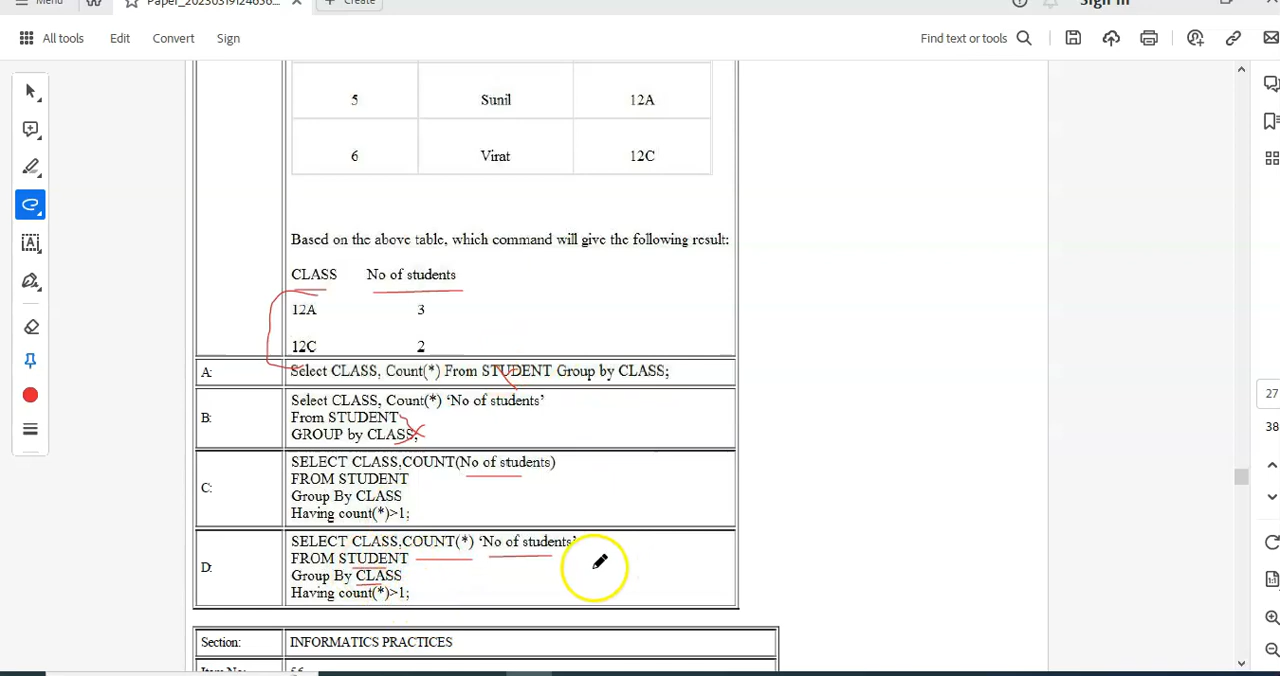 Menu Paper_20230319124636... Create Sign in
All tools Edit Convert Sign Find text or tools
5 Sunil 12A
6 Virat 12C
Based on the above table, which command will give the following result:
CLASS No of students
12A 3
12C 2
A: Select CLASS, Count(*) From STUDENT Group by CLASS;
B: Select CLASS, Count(*) ‘No of students’
From STUDENT
GROUP by CLASS;
C: SELECT CLASS,COUNT(No of students)
FROM STUDENT
Group By CLASS
Having count(*)>1;
D: SELECT CLASS,COUNT(*) ‘No of students’
FROM STUDENT
Group By CLASS
Having count(*)>1;
27
38
Section: INFORMATICS PRACTICES
Item No: 56